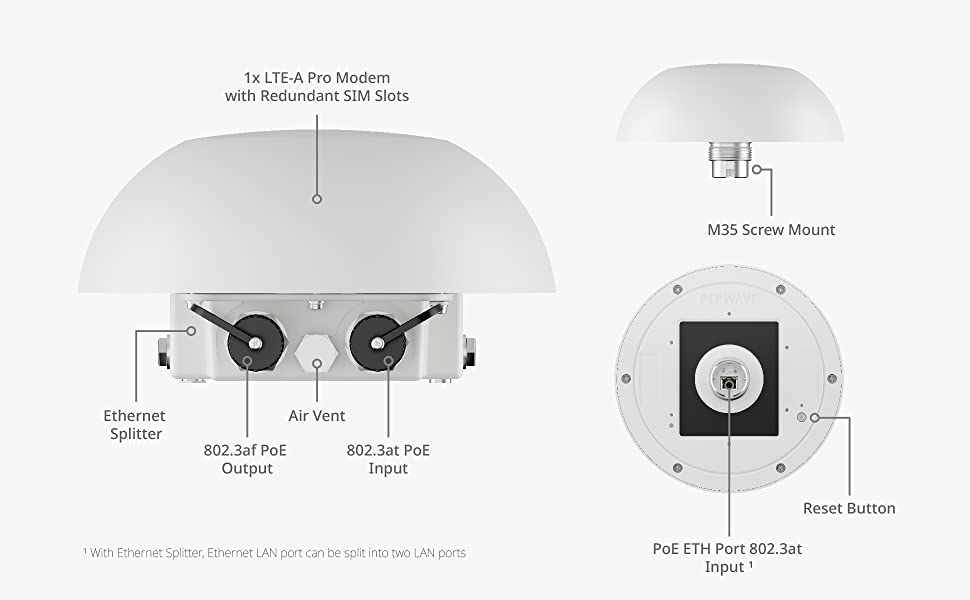 1x LTE-A Pro Modem
with Redundant SIM Slots
M35 Screw Mount
PEPWAVE
Ethernet
Splitter
Air Vent
802.3af PoE
Output
802.3at PoE
Input
Reset Button
PoE ETH Port 802.3at
Input ¹
¹ With Ethernet Splitter, Ethernet LAN port can be split into two LAN ports